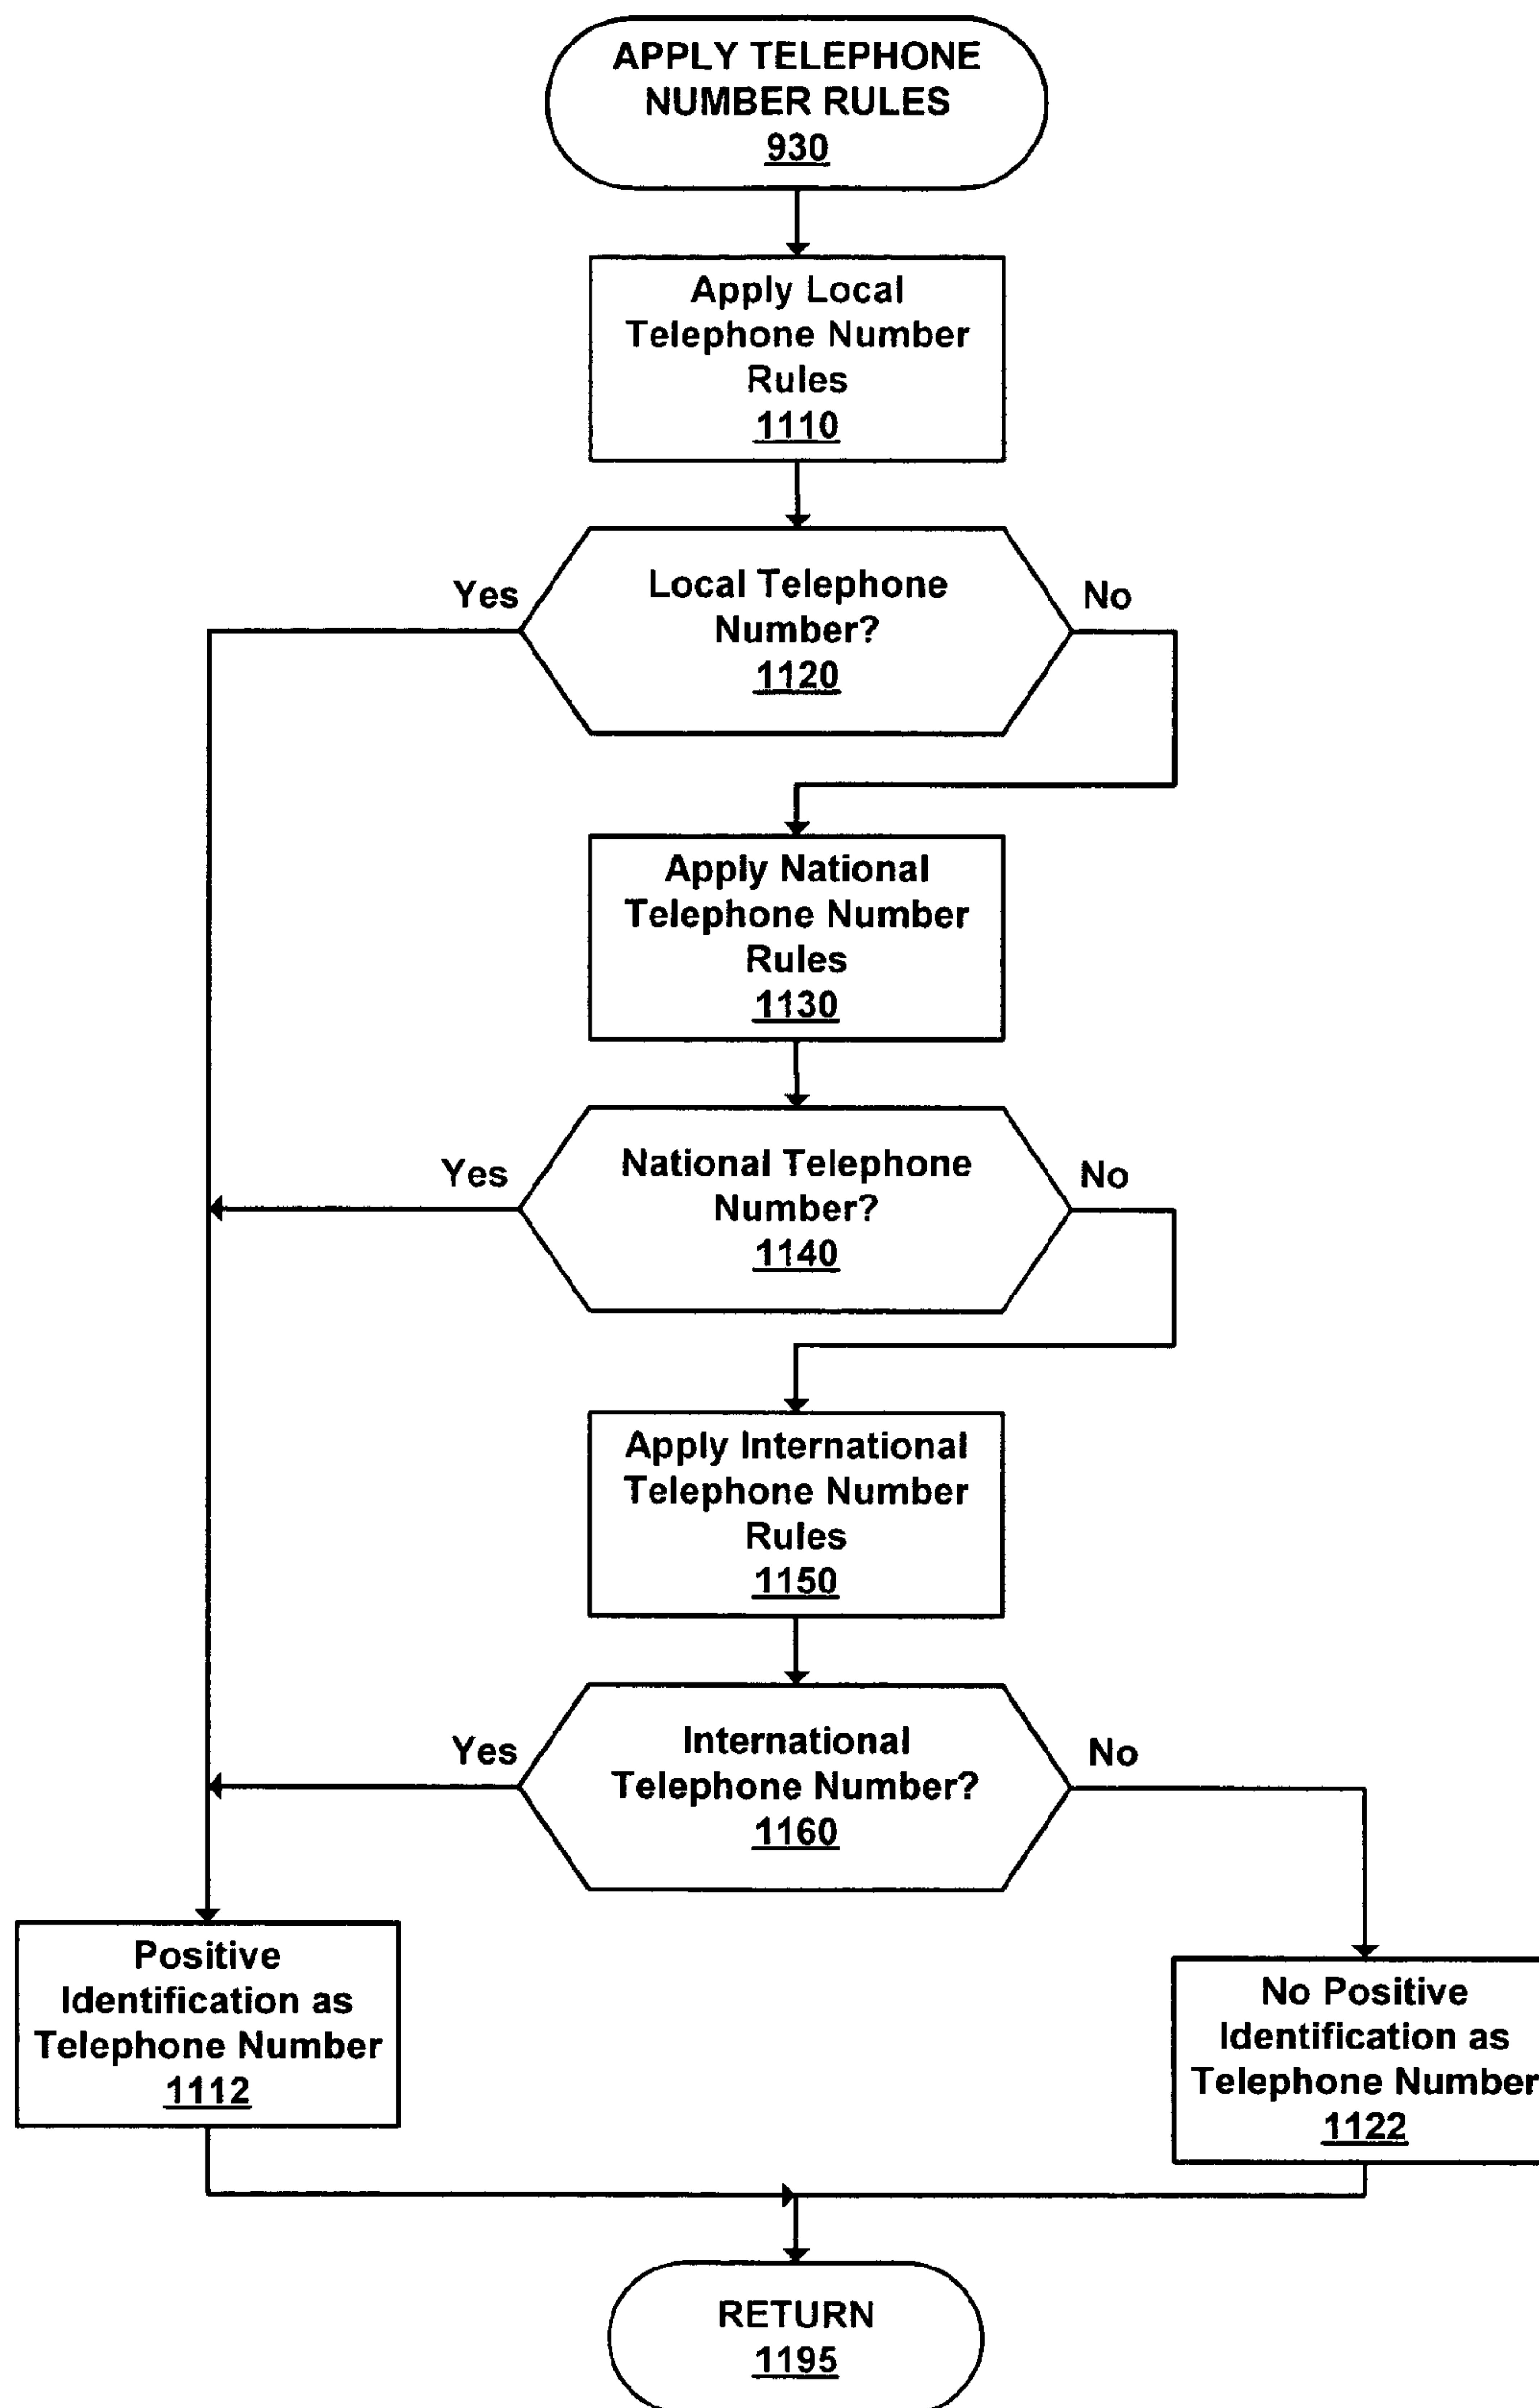 APPLY TELEPHONE
NUMBER RULES
930
Apply Local
Telephone Number
Rules
1110
Yes
Local Telephone
Number?
1120
No
Apply National
Telephone Number
Rules
1130
Yes
National Telephone
Number?
1140
No
Apply International
Telephone Number
Rules
1150
Yes
International
Telephone Number?
1160
No
Positive
Identification as
Telephone Number
1112
No Positive
Identification as
Telephone Number
1122
RETURN
1195